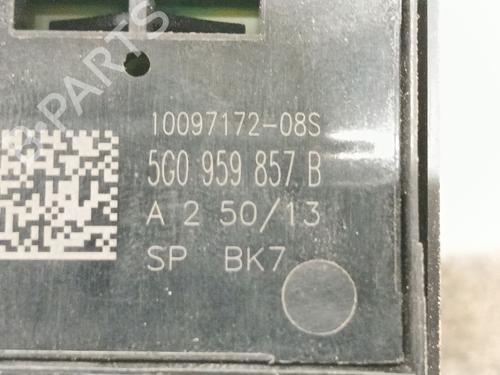 10097172-08S
5G0 959 857 B
A 2 50/13
SP BK7
B-PARTS